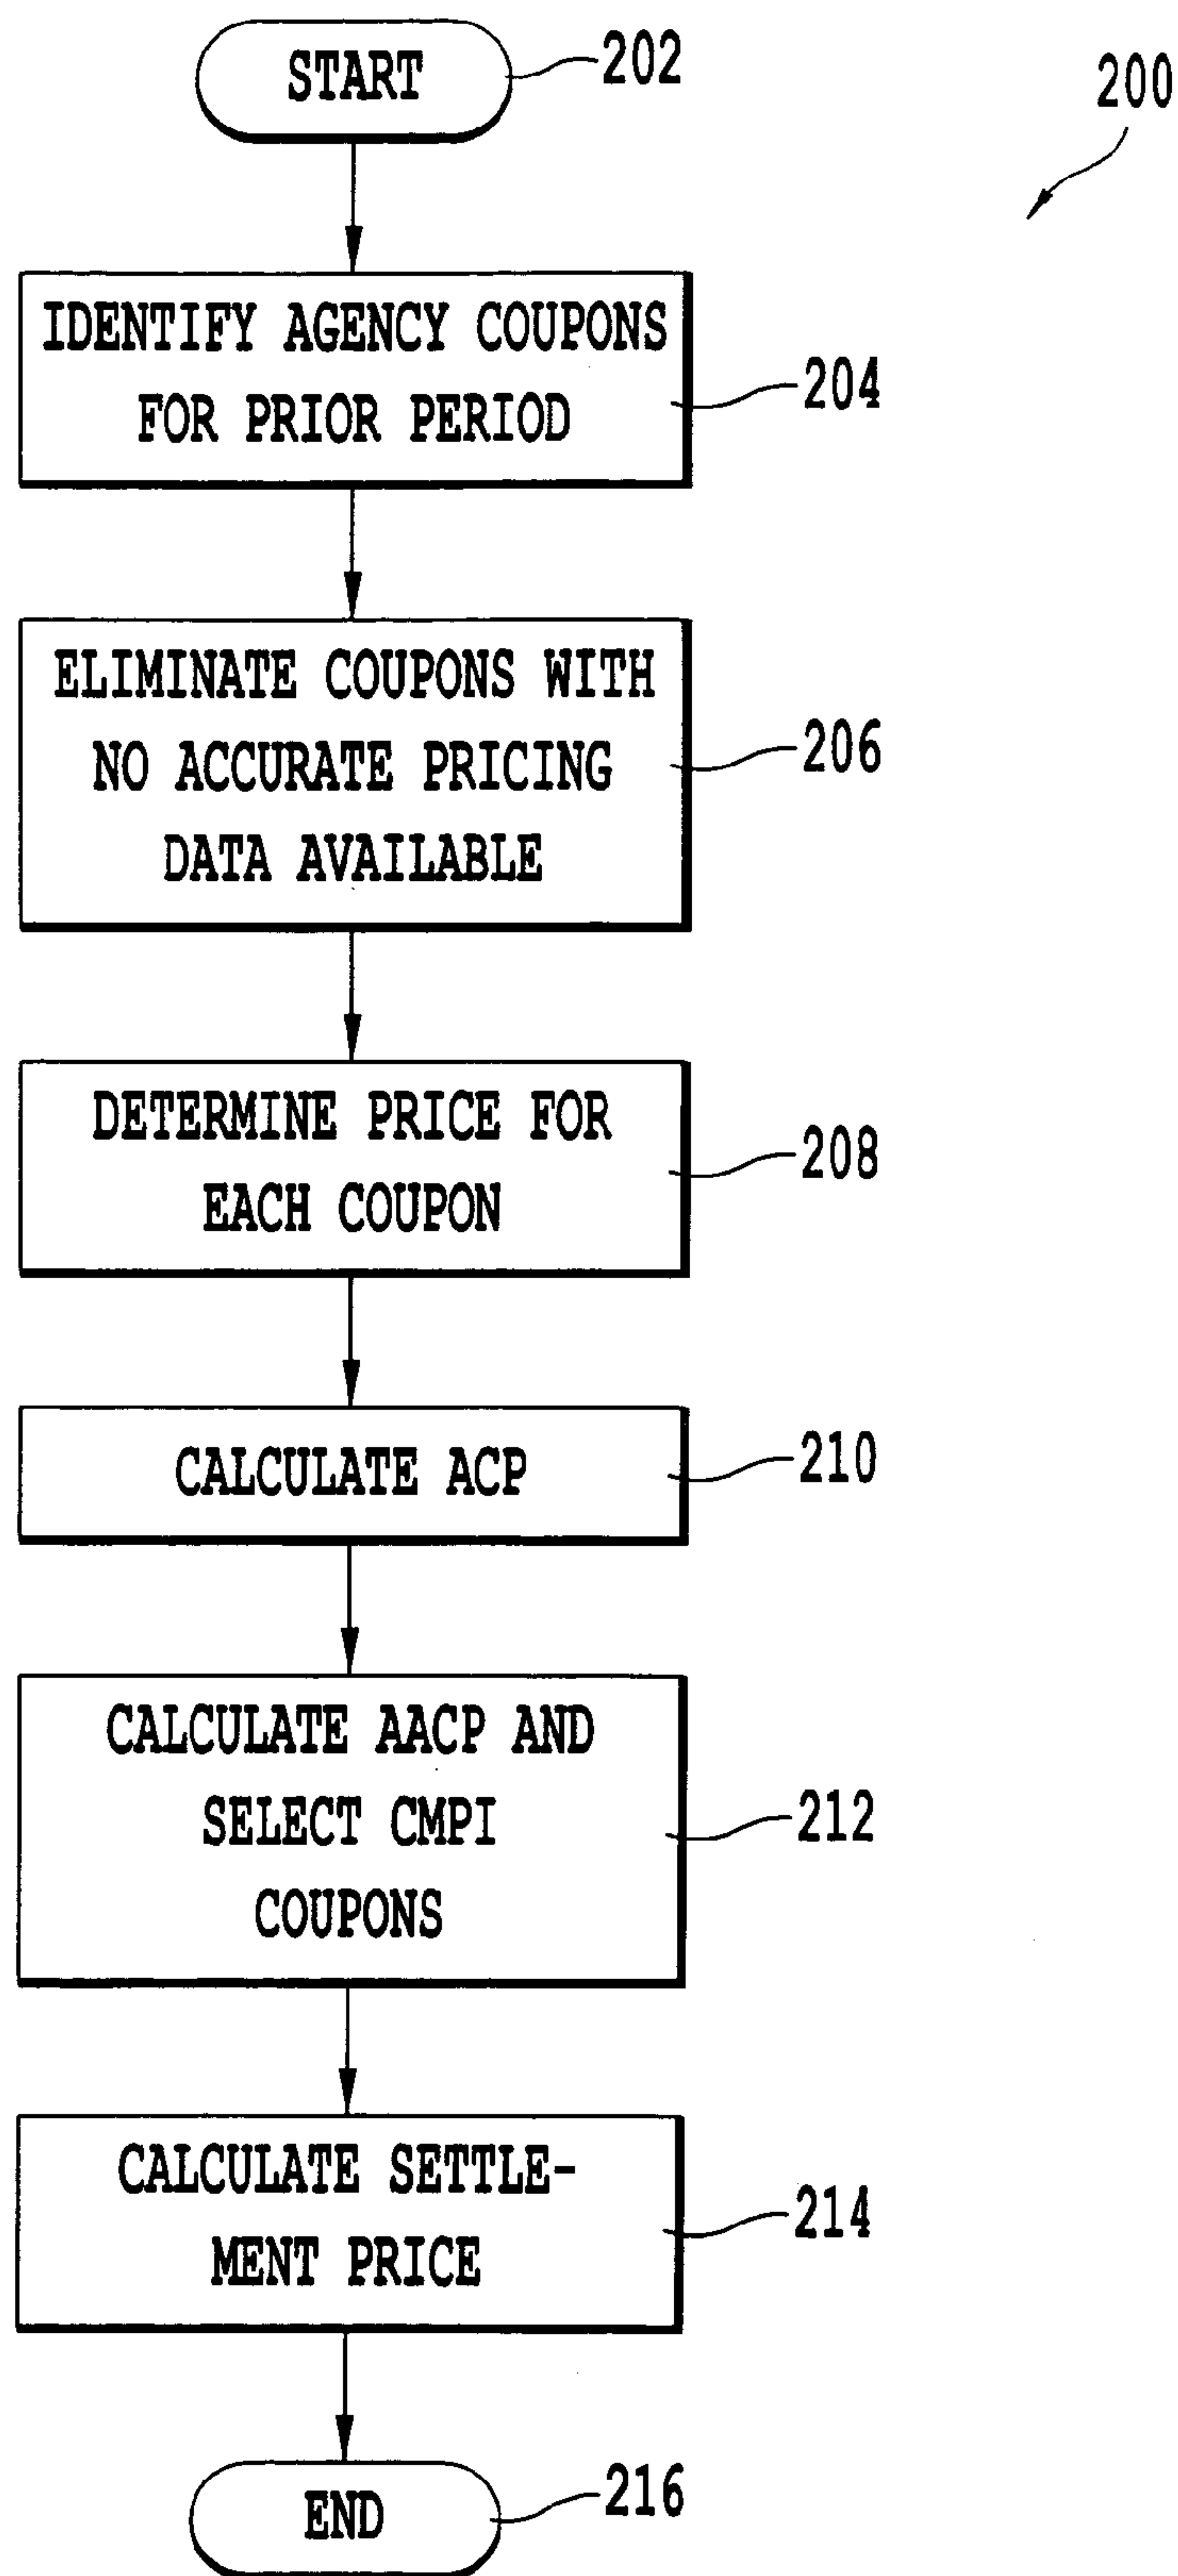 START
202
200
IDENTIFY AGENCY COUPONS
FOR PRIOR PERIOD
204
ELIMINATE COUPONS WITH
NO ACCURATE PRICING
DATA AVAILABLE
206
DETERMINE PRICE FOR
EACH COUPON
208
CALCULATE ACP
210
CALCULATE AACP AND
SELECT CMPI
COUPONS
212
CALCULATE SETTLE-
MENT PRICE
214
END
216